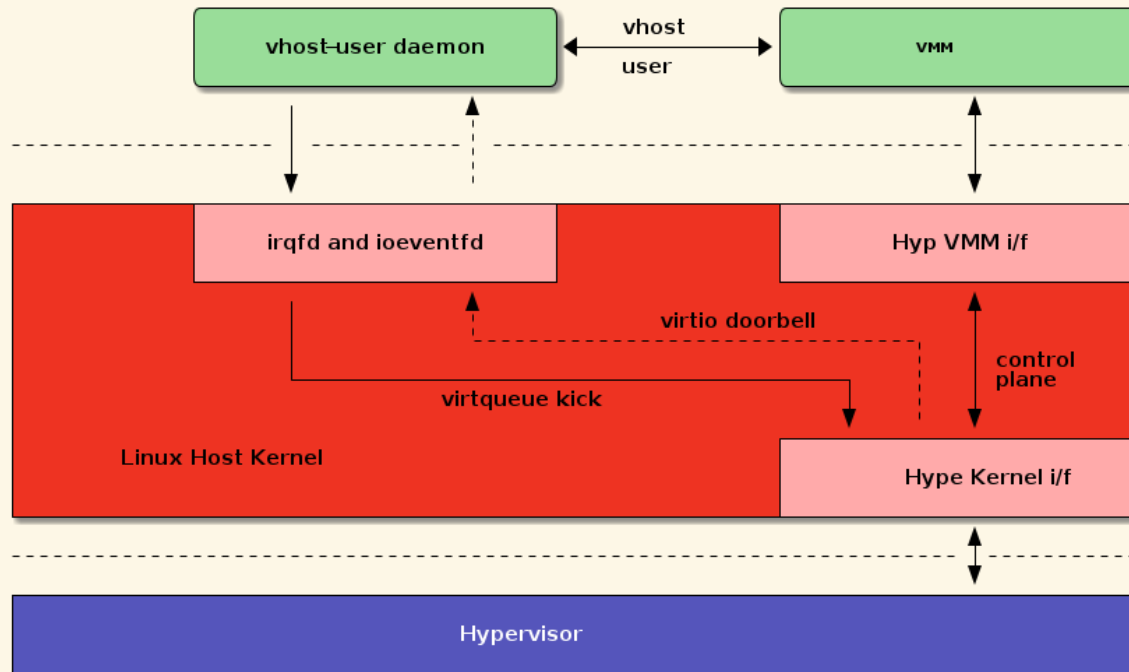 vhost-user daemon
vhost
user
VMM
irqfd and ioeventfd
Hyp VMM i/f
virtio doorbell
control
plane
virtqueue kick
Linux Host Kernel
Hype Kernel i/f
Hypervisor